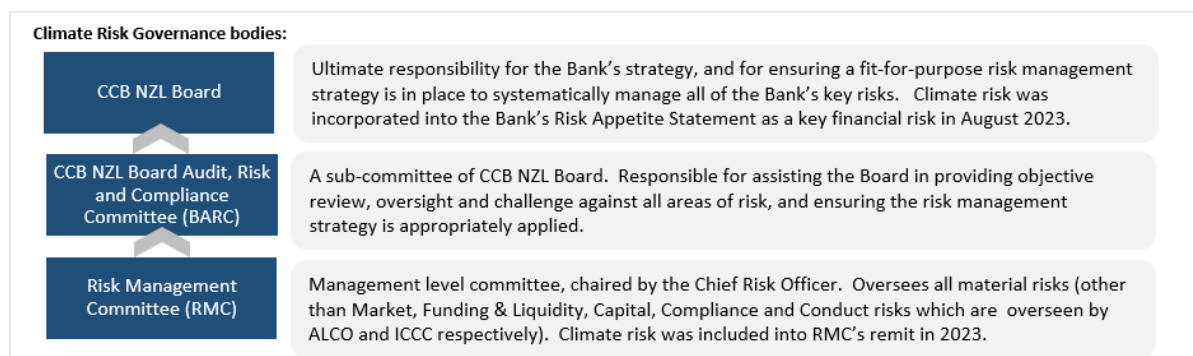 Climate Risk Governance bodies:
CCB NZL Board
Ultimate responsibility for the Bank’s strategy, and for ensuring a fit-for-purpose risk management
strategy is in place to systematically manage all of the Bank’s key risks.   Climate risk was
incorporated into the Bank’s Risk Appetite Statement as a key financial risk in August 2023.
CCB NZL Board Audit, Risk
and Compliance
Committee (BARC)
A sub-committee of CCB NZL Board.  Responsible for assisting the Board in providing objective
review, oversight and challenge against all areas of risk, and ensuring the risk management
strategy is appropriately applied.
Risk Management
Committee (RMC)
Management level committee, chaired by the Chief Risk Officer.  Oversees all material risks (other
than Market, Funding & Liquidity, Capital, Compliance and Conduct risks which are  overseen by
ALCO and ICCC respectively).  Climate risk was included into RMC’s remit in 2023.